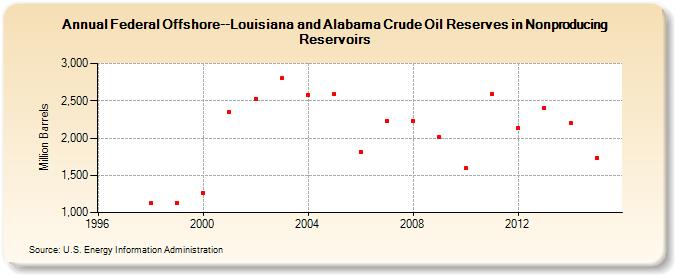 Annual Federal Offshore--Louisiana and Alabama Crude Oil Reserves in Nonproducing
Reservoirs
Million Barrels
3,000
2,500
2,000
1,500
1,000
1996
2000
2004
2008
2012
Source: U.S. Energy Information Administration